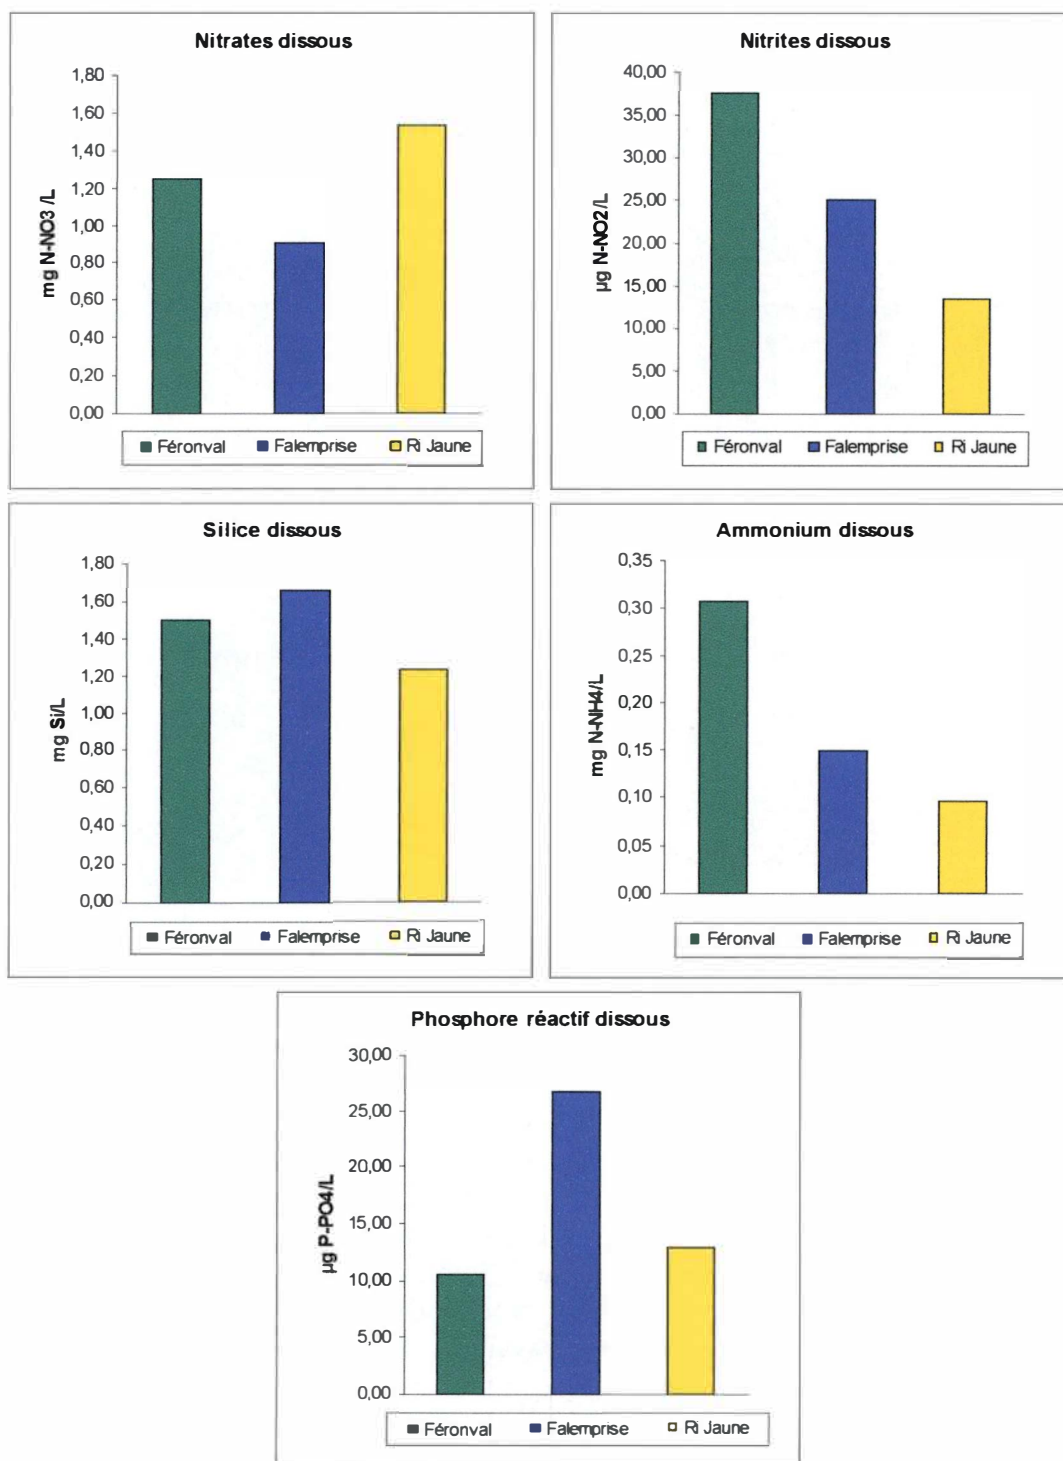 Nitrates dissous
mg N-NO3 /L
1,80
1,60
1,40
1,20
1,00
0,80
0,60
0,40
0,20
0,00
Féronval Falemprise Ri Jaune
Nitrites dissous
µg N-NO2/L
40,00
35,00
30,00
25,00
20,00
15,00
10,00
5,00
0,00
Féronval Falemprise Ri Jaune
Silice dissous
mg Si/L
1,80
1,60
1,40
1,20
1,00
0,80
0,60
0,40
0,20
0,00
Féronval Falemprise Ri Jaune
Ammonium dissous
mg N-NH4/L
0,35
0,30
0,25
0,20
0,15
0,10
0,05
0,00
Féronval Falemprise Ri Jaune
Phosphore réactif dissous
µg P-PO4/L
30,00
25,00
20,00
15,00
10,00
5,00
0,00
Féronval Falemprise Ri Jaune